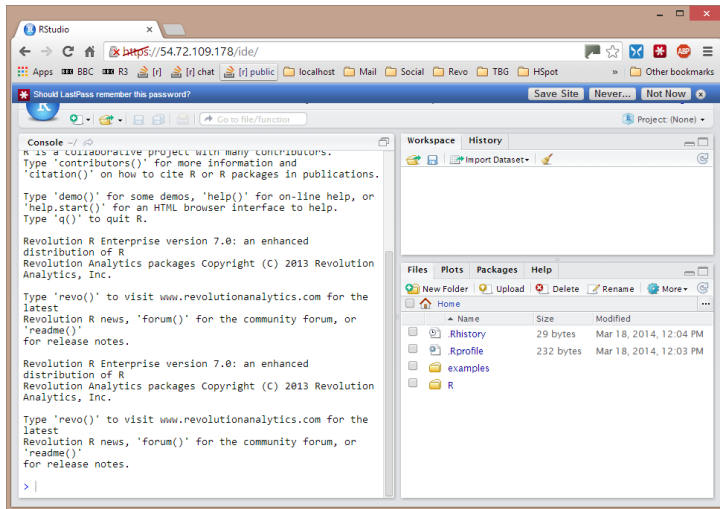 RStudio
https://54.72.109.178/ide/
Apps BBC R3 [r] [r] chat [r] public localhost Mail Social Revo TBG HSpot » Other bookmarks
Should LastPass remember this password? Save Site Never... Not Now
R
Go to file/function Project: (None)
Console ~/
R is a collaborative project with many contributors.
Type 'contributors()' for more information and
'citation()' on how to cite R or R packages in publications.
Type 'demo()' for some demos, 'help()' for on-line help, or
'help.start()' for an HTML browser interface to help.
Type 'q()' to quit R.
Revolution R Enterprise version 7.0: an enhanced
distribution of R
Revolution Analytics packages Copyright (C) 2013 Revolution
Analytics, Inc.
Type 'revo()' to visit www.revolutionanalytics.com for the
latest
Revolution R news, 'forum()' for the community forum, or
'readme()'
for release notes.
Revolution R Enterprise version 7.0: an enhanced
distribution of R
Revolution Analytics packages Copyright (C) 2013 Revolution
Analytics, Inc.
Type 'revo()' to visit www.revolutionanalytics.com for the
latest
Revolution R news, 'forum()' for the community forum, or
'readme()'
for release notes.
>
Workspace History
Import Dataset
Files Plots Packages Help
New Folder Upload Delete Rename More
Home ...
Name Size Modified
.Rhistory 29 bytes Mar 18, 2014, 12:04 PM
.Rprofile 232 bytes Mar 18, 2014, 12:03 PM
examples
R